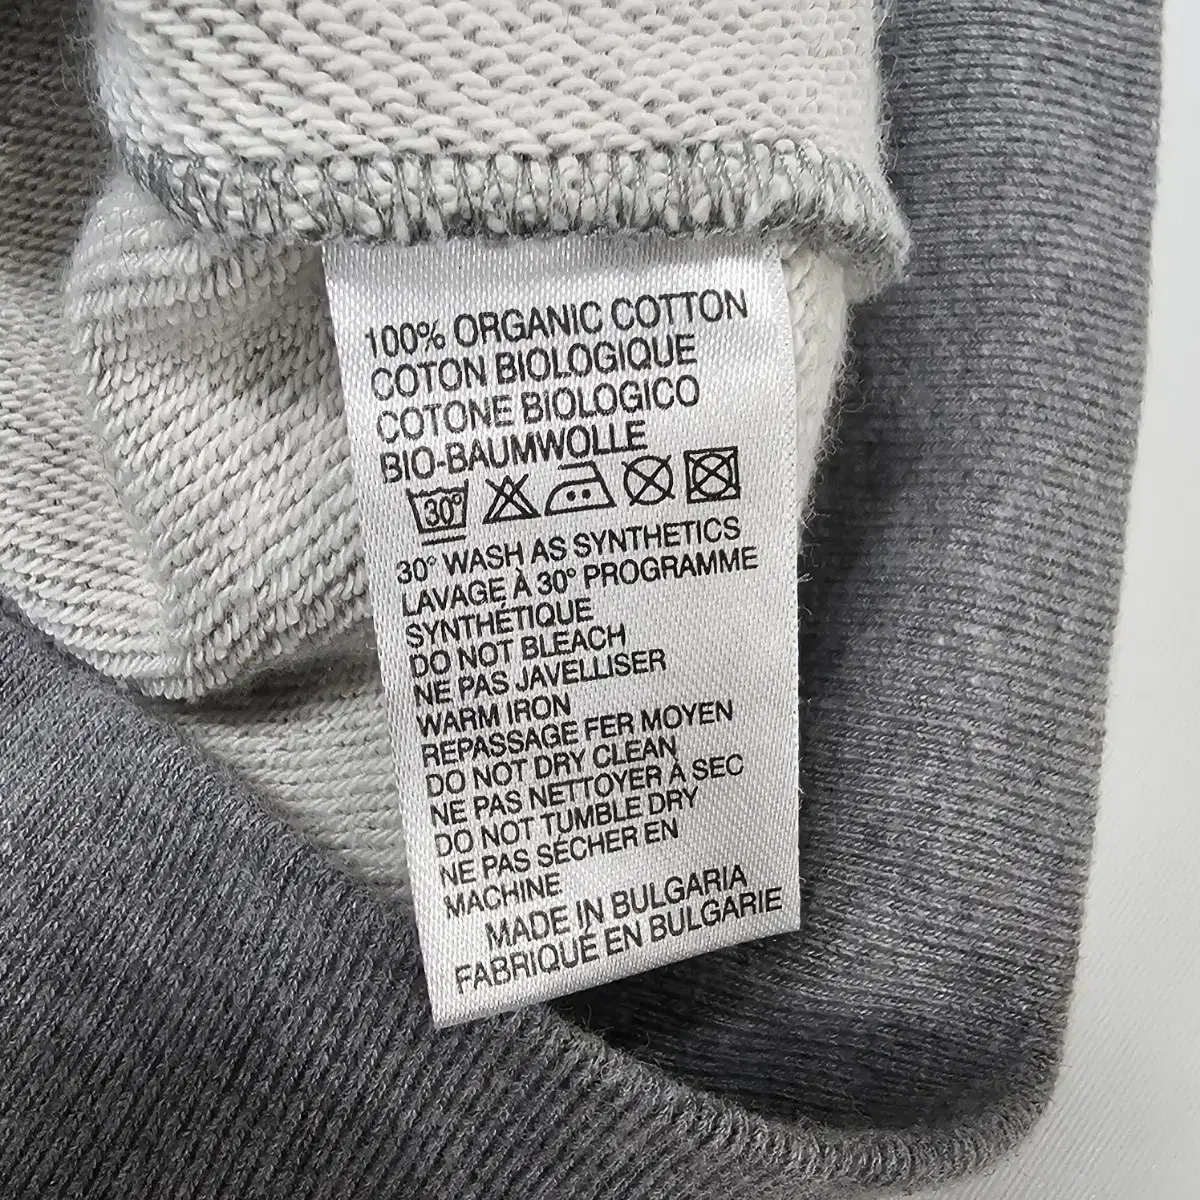 100% ORGANIC COTTON
COTON BIOLOGIQUE
COTONE BIOLOGICO
BIO-BAUMWOLLE
30°
30° WASH AS SYNTHETICS
LAVAGE À 30° PROGRAMME
SYNTHÉTIQUE
DO NOT BLEACH
NE PAS JAVELLISER
WARM IRON
REPASSAGE FER MOYEN
DO NOT DRY CLEAN
NE PAS NETTOYER À SEC
DO NOT TUMBLE DRY
NE PAS SÉCHER EN
MACHINE
MADE IN BULGARIA
FABRIQUÉ EN BULGARIE